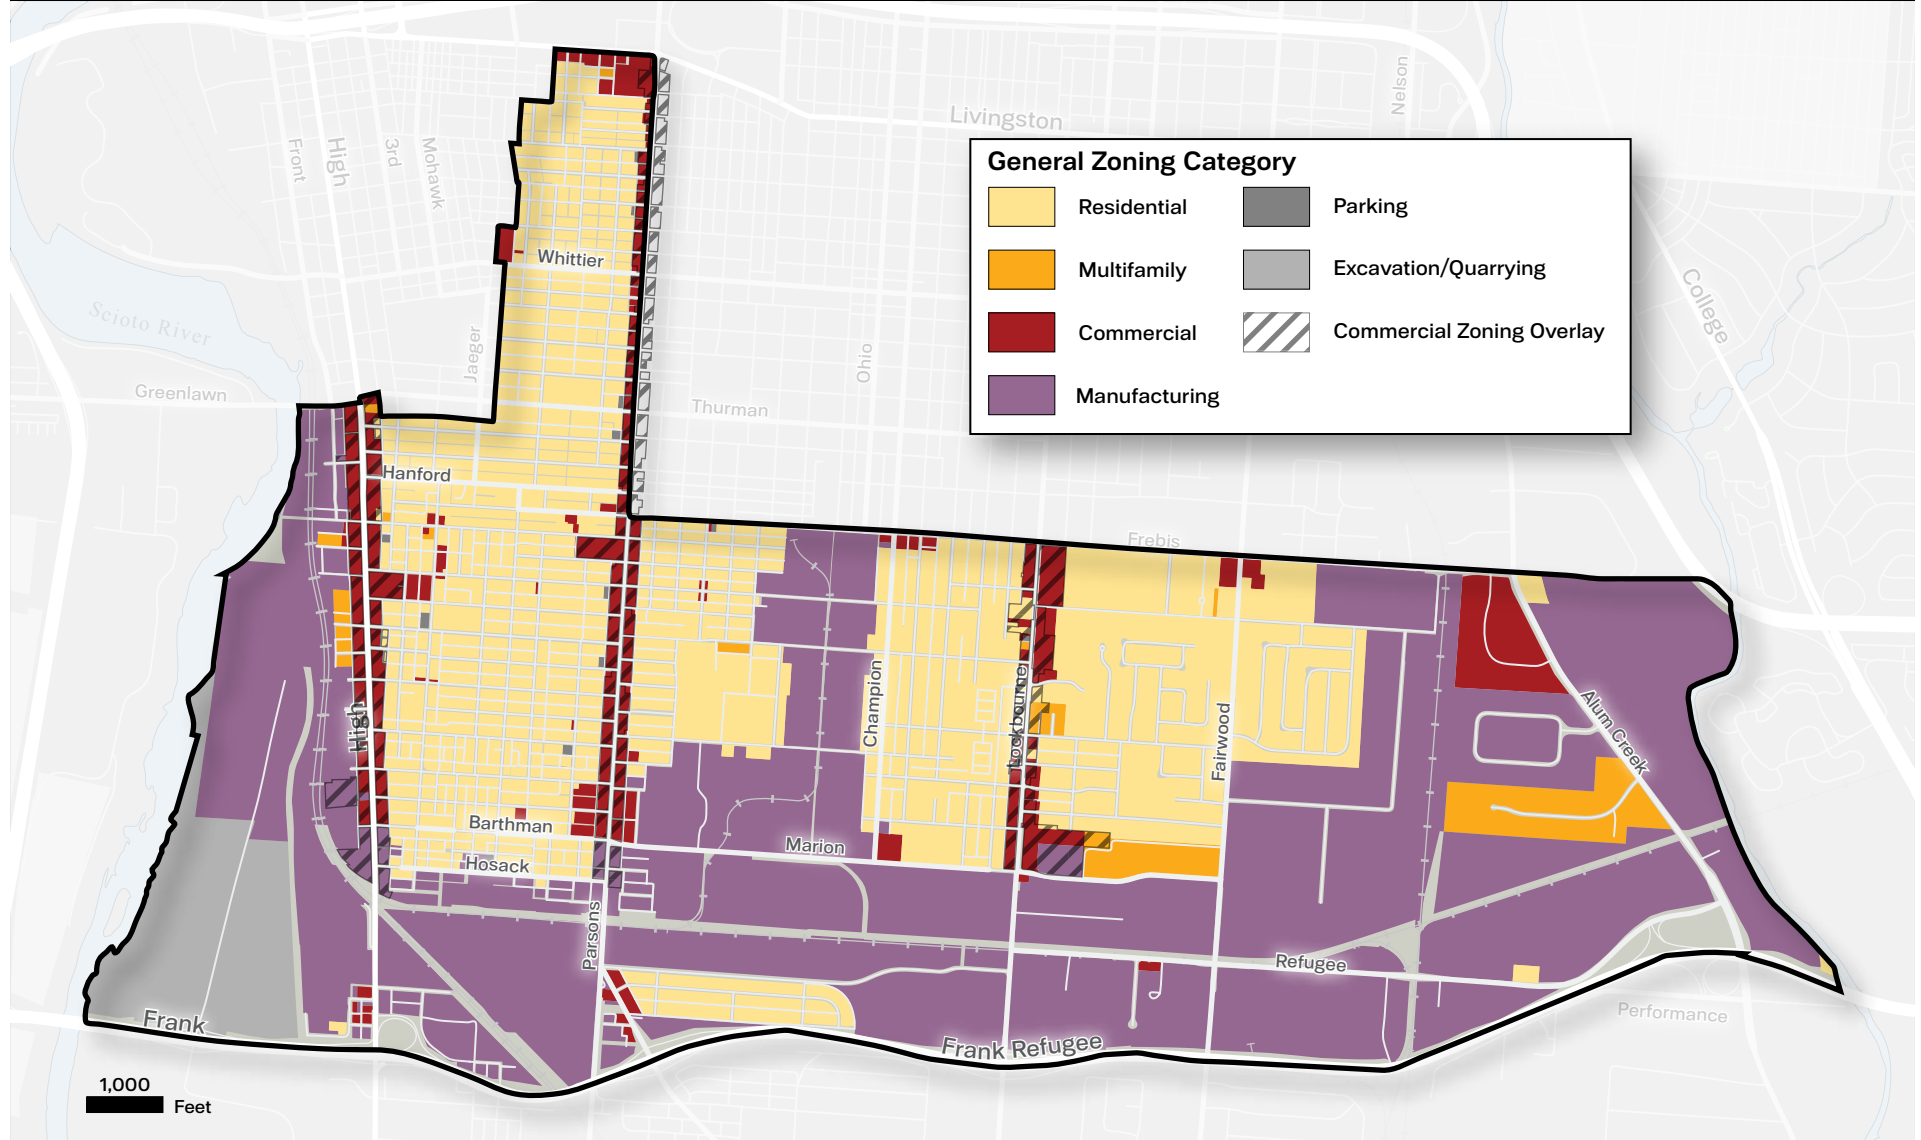 Livingston
Nelson
Front
High
3rd
Mohawk
General Zoning Category
Residential
Parking
Multifamily
Excavation/Quarrying
Commercial
Commercial Zoning Overlay
Manufacturing
Whittier
College
Scioto River
Jaeger
Ohio
Greenlawn
Thurman
Hanford
Frebis
High
Champion
Lockbourne
Fairwood
Alum Creek
Barthman
Marion
Hosack
Parsons
Refugee
Frank
Frank Refugee
Performance
1,000
Feet